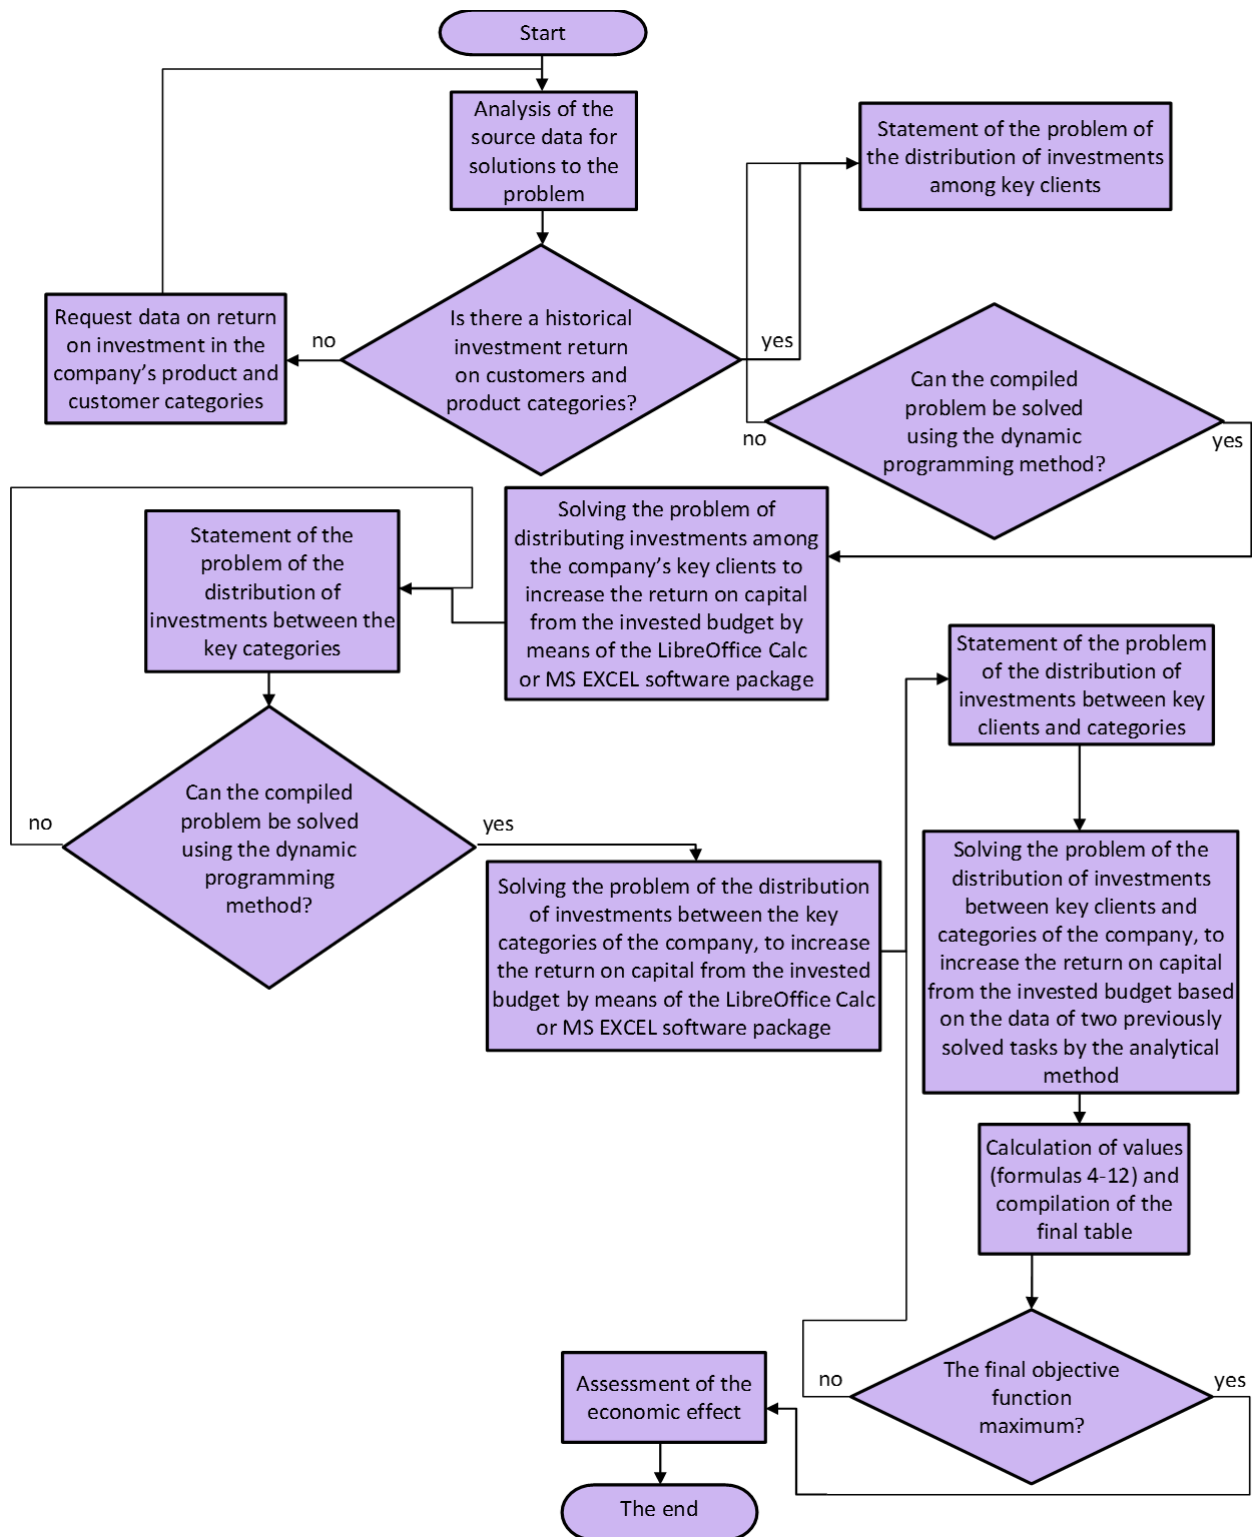 Start
Analysis of the
source data for
solutions to the
problem
Statement of the problem of
the distribution of investments
among key clients
Request data on return
on investment in the
company's product and
customer categories
no
Is there a historical
investment return
on customers and
product categories?
yes
Can the compiled
problem be solved
using the dynamic
programming method?
no
yes
Solving the problem of
distributing investments among
the company's key clients to
increase the return on capital
from the invested budget by
means of the LibreOffice Calc
or MS EXCEL software package
Statement of the
problem of the
distribution of
investments between the
key categories
Statement of the problem
of the distribution of
investments between key
clients and categories
Can the compiled
problem be solved
using the dynamic
programming
method?
no
yes
Solving the problem of the distribution
of investments between the key
categories of the company, to increase
the return on capital from the invested
budget by means of the LibreOffice Calc
or MS EXCEL software package
Solving the problem of the
distribution of investments
between key clients and
categories of the company, to
increase the return on capital
from the invested budget based
on the data of two previously
solved tasks by the analytical
method
Calculation of values
(formulas 4-12) and
compilation of the
final table
The final objective
function
maximum?
no
yes
Assessment of the
economic effect
The end